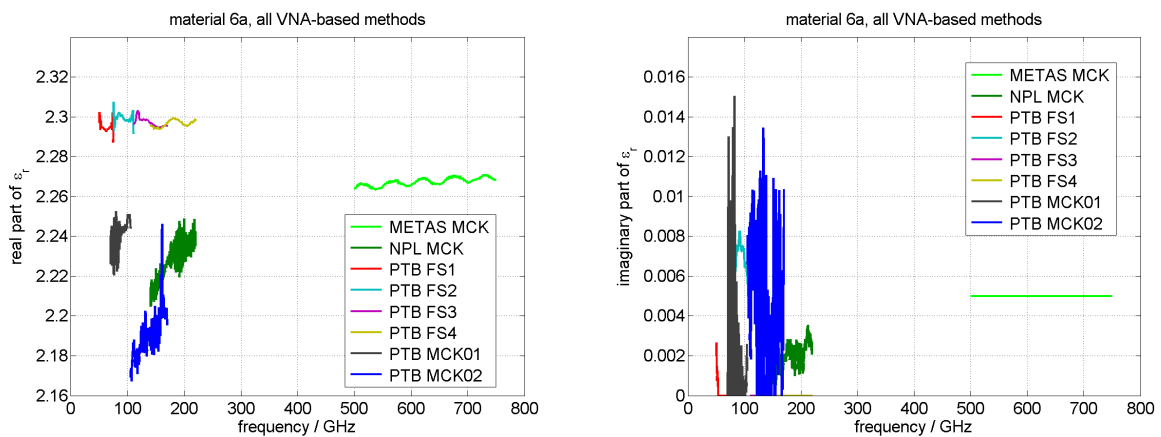 material 6a, all VNA-based methods
real part of εr
2.32
2.3
2.28
2.26
2.24
2.22
2.2
2.18
2.16
0 100 200 300 400 500 600 700 800
frequency / GHz
METAS MCK
NPL MCK
PTB FS1
PTB FS2
PTB FS3
PTB FS4
PTB MCK01
PTB MCK02
material 6a, all VNA-based methods
imaginary part of εr
0.016
0.014
0.012
0.01
0.008
0.006
0.004
0.002
0
0 100 200 300 400 500 600 700 800
frequency / GHz
METAS MCK
NPL MCK
PTB FS1
PTB FS2
PTB FS3
PTB FS4
PTB MCK01
PTB MCK02